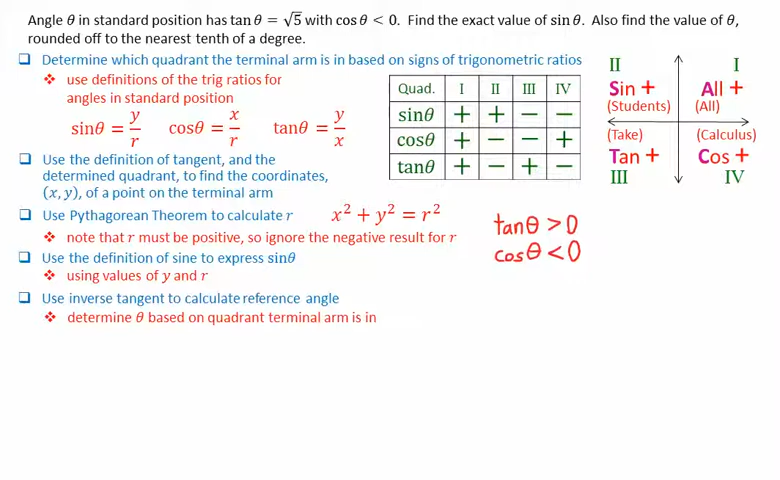 Angle θ in standard position has tan θ = √5 with cos θ < 0. Find the exact value of sin θ. Also find the value of θ,
rounded off to the nearest tenth of a degree.
❑ Determine which quadrant the terminal arm is in based on signs of trigonometric ratios
❖ use definitions of the trig ratios for
angles in standard position
sinθ = y/r cosθ = x/r tanθ = y/x
❑ Use the definition of tangent, and the
determined quadrant, to find the coordinates,
(x, y), of a point on the terminal arm
❑ Use Pythagorean Theorem to calculate r x² + y² = r²
❖ note that r must be positive, so ignore the negative result for r
❑ Use the definition of sine to express sinθ
❖ using values of y and r
❑ Use inverse tangent to calculate reference angle
❖ determine θ based on quadrant terminal arm is in
Quad. I II III IV
sinθ + + − −
cosθ + − − +
tanθ + − + −
tanθ > 0
cosθ < 0
II I
Sin + All +
(Students) (All)
(Take) (Calculus)
Tan + Cos +
III IV